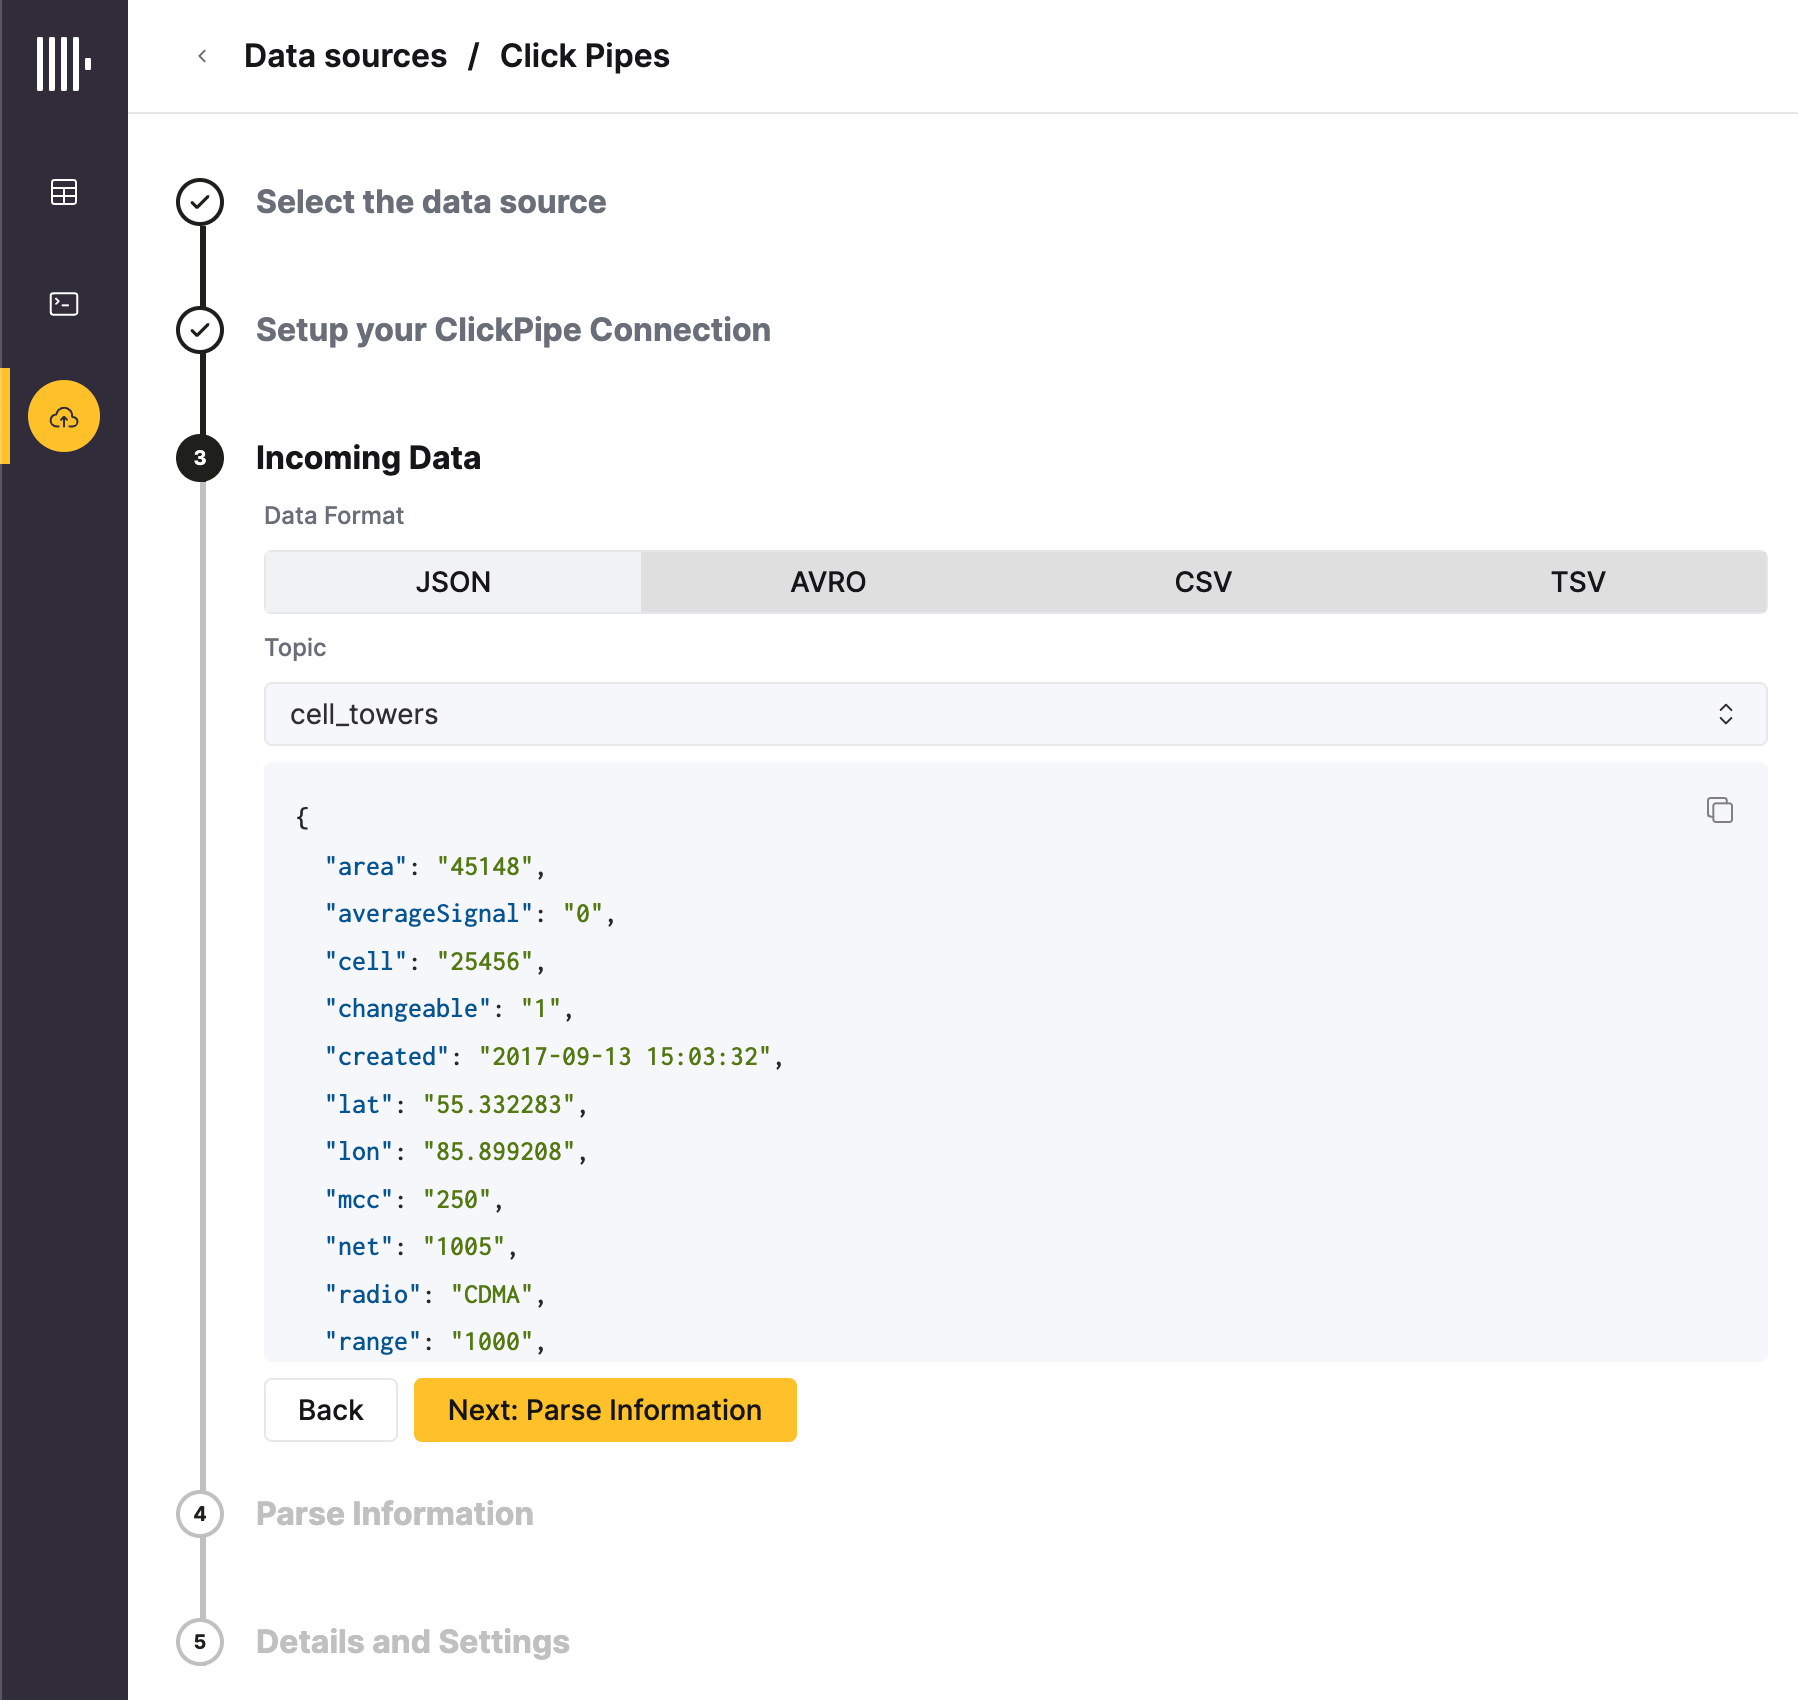 Data sources / Click Pipes
Select the data source
Setup your ClickPipe Connection
3 Incoming Data
Data Format
JSON AVRO CSV TSV
Topic
cell_towers
{
"area": "45148",
"averageSignal": "0",
"cell": "25456",
"changeable": "1",
"created": "2017-09-13 15:03:32",
"lat": "55.332283",
"lon": "85.899208",
"mcc": "250",
"net": "1005",
"radio": "CDMA",
"range": "1000",
Back Next: Parse Information
4 Parse Information
5 Details and Settings